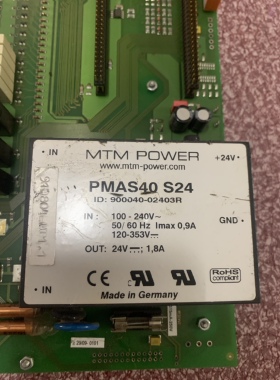 IN
MTM POWER
www.mtm-power.com
+24V
PMAS40 S24
ID: 900040-02403R
IN : 100 - 240V~
50/ 60 Hz Imax 0,9A
120-353V
GND
OUT: 24V ; 1,8A
CE
RoHS
compliant
Made in Germany
IN